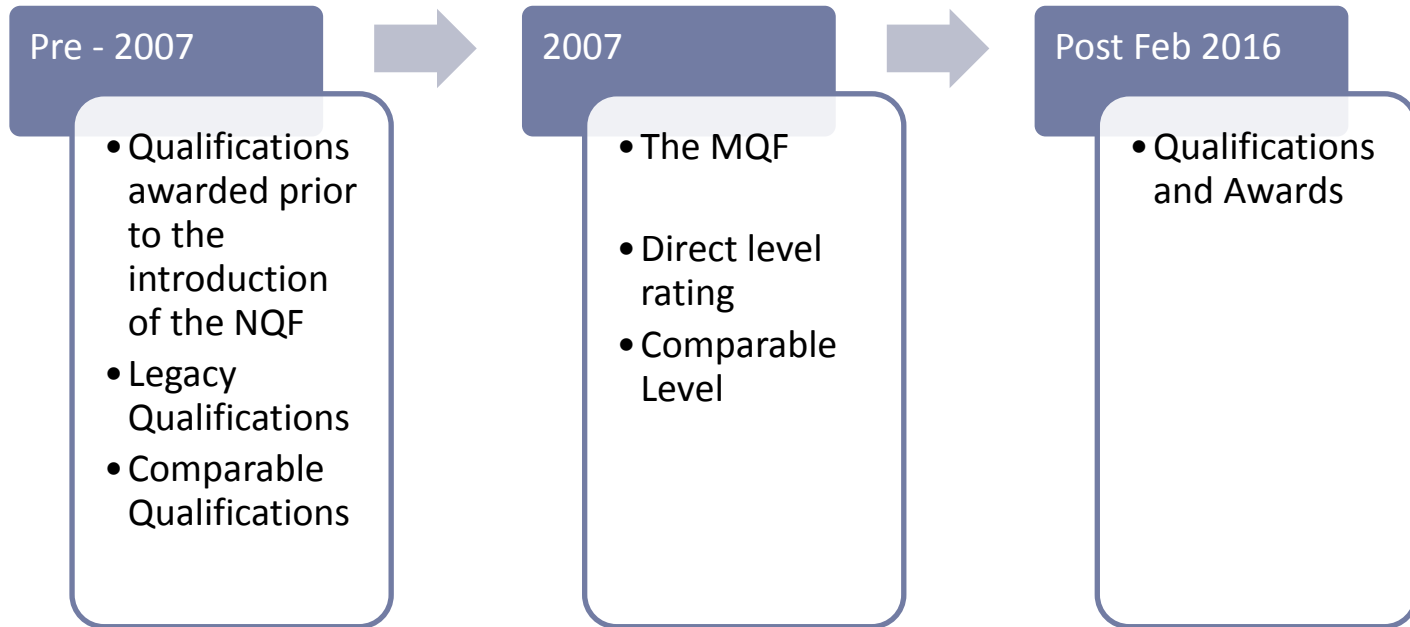 Pre - 2007
• Qualifications
awarded prior
to the
introduction
of the NQF
• Legacy
Qualifications
• Comparable
Qualifications
2007
• The MQF
• Direct level
rating
• Comparable
Level
Post Feb 2016
• Qualifications
and Awards